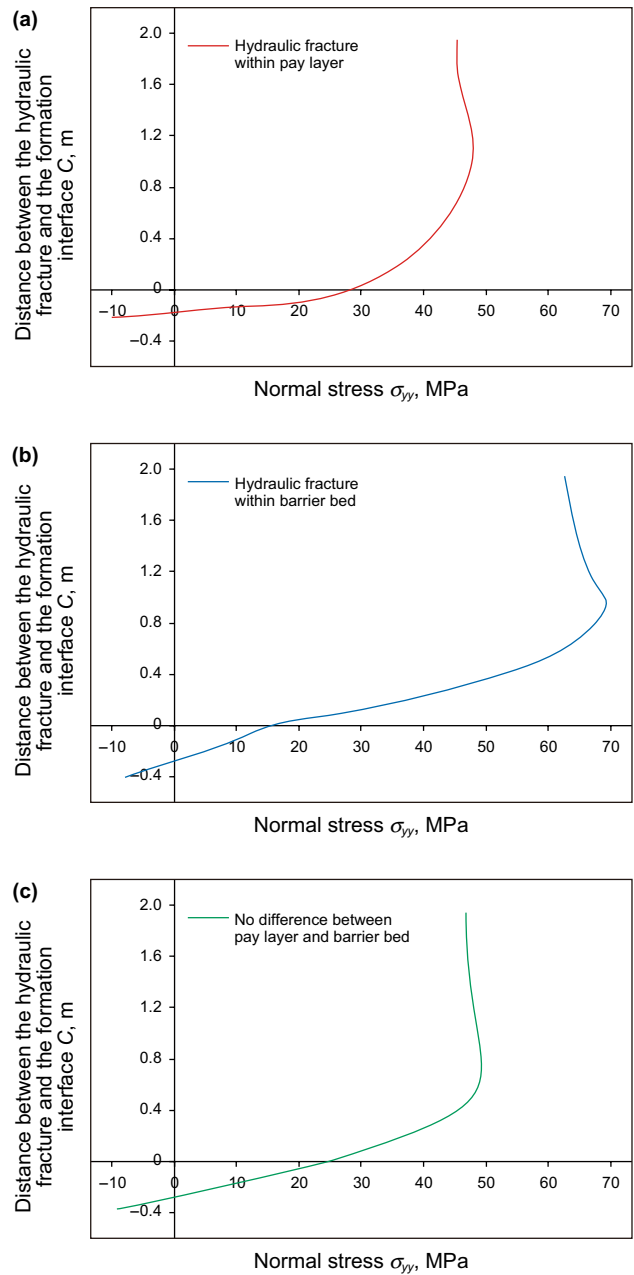 (a)
Distance between the hydraulic
fracture and the formation
interface C, m
2.0
1.6
1.2
0.8
0.4
0
–0.4
–10
0
10
20
30
40
50
60
70
Hydraulic fracture
within pay layer
Normal stress σyy, MPa
(b)
Distance between the hydraulic
fracture and the formation
interface C, m
2.0
1.6
1.2
0.8
0.4
0
–0.4
–10
0
10
20
30
40
50
60
70
Hydraulic fracture
within barrier bed
Normal stress σyy, MPa
(c)
Distance between the hydraulic
fracture and the formation
interface C, m
2.0
1.6
1.2
0.8
0.4
0
–0.4
–10
0
10
20
30
40
50
60
70
No difference between
pay layer and barrier bed
Normal stress σyy, MPa